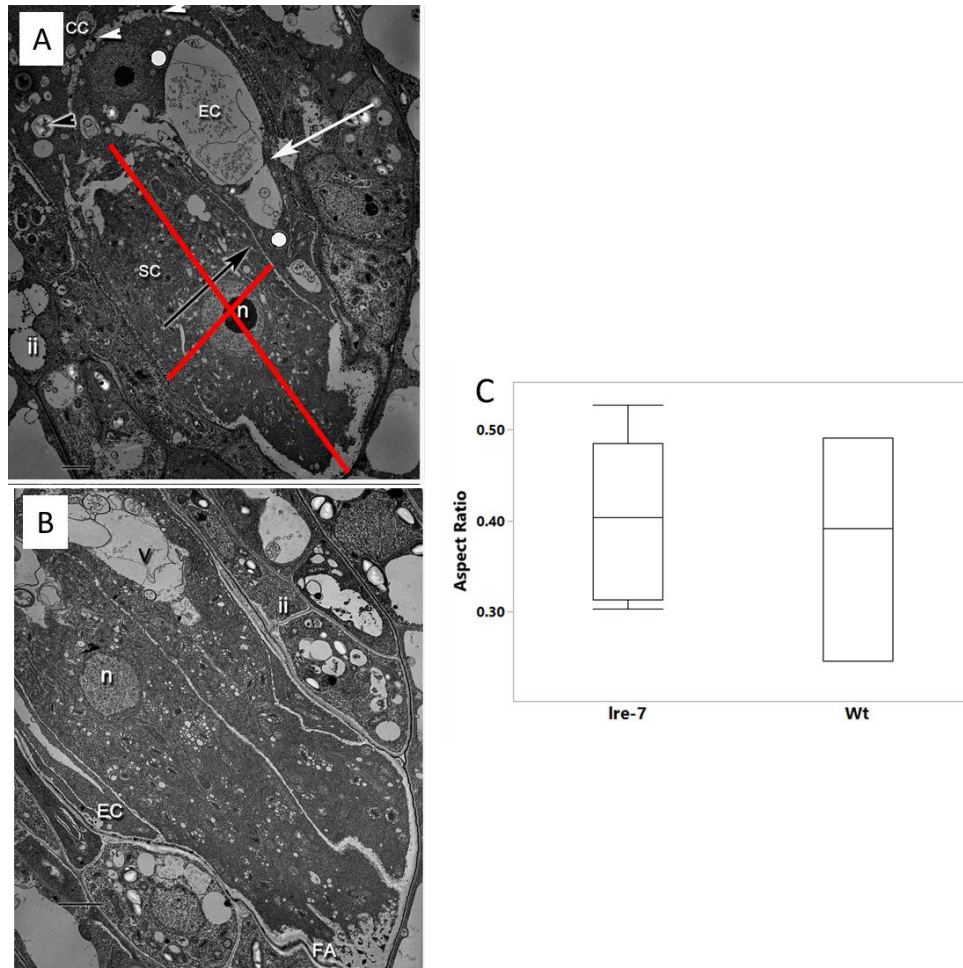 A
CC
EC
SC
n
ii
B
V
ii
n
EC
FA
C
Aspect Ratio
0.50
0.40
0.30
lre-7
Wt